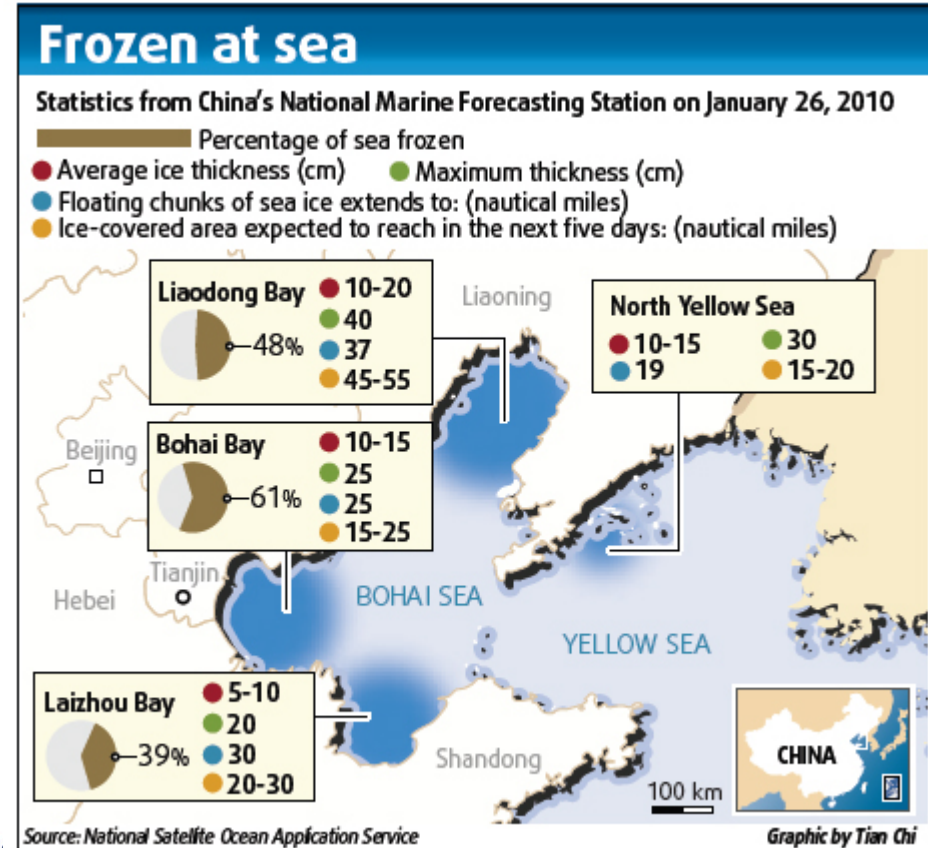 Frozen at sea
Statistics from China's National Marine Forecasting Station on January 26, 2010
Percentage of sea frozen
Average ice thickness (cm)
Maximum thickness (cm)
Floating chunks of sea ice extends to: (nautical miles)
Ice-covered area expected to reach in the next five days: (nautical miles)
Liaodong Bay
48%
10-20
40
37
45-55
Liaoning
North Yellow Sea
10-15
30
19
15-20
Beijing
Bohai Bay
61%
10-15
25
25
15-25
Tianjin
Hebei
BOHAI SEA
YELLOW SEA
Laizhou Bay
39%
5-10
20
30
20-30
Shandong
100 km
CHINA
Source: National Satellite Ocean Application Service
Graphic by Tian Chi